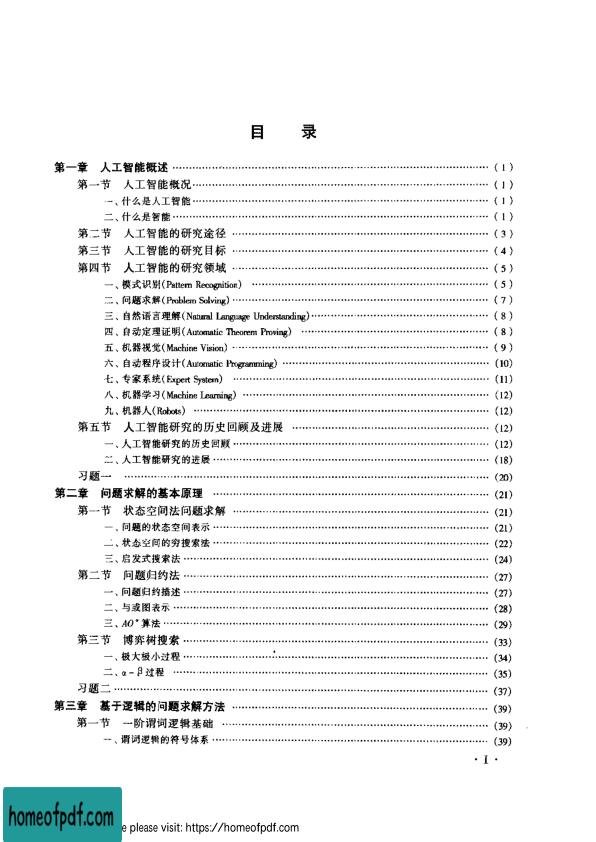 目 录
第一章 人工智能概述 ………………………………………………… (1)
第一节 人工智能概况………………………………………………… (1)
一、什么是人工智能………………………………………………… (1)
二、什么是智能………………………………………………… (1)
第二节 人工智能的研究途径 ………………………………………………… (3)
第三节 人工智能的研究目标 ………………………………………………… (4)
第四节 人工智能的研究领域 ………………………………………………… (5)
一、模式识别(Pattern Recognition) ………………………………………………… (5)
二、问题求解(Problem Solving)………………………………………………… (7)
三、自然语言理解(Natural Language Understanding)………………………………………………… (8)
四、自动定理证明(Automatic Theorem Proving) ………………………………………………… (8)
五、机器视觉(Machine Vision)………………………………………………… (9)
六、自动程序设计(Automatic Programming) ………………………………………………… (10)
七、专家系统(Expert System) ………………………………………………… (11)
八、机器学习(Machine Learning) ………………………………………………… (12)
九、机器人(Robots) ………………………………………………… (12)
第五节 人工智能研究的历史回顾及进展 ………………………………………………… (12)
一、人工智能研究的历史回顾 ………………………………………………… (12)
二、人工智能研究的进展 ………………………………………………… (18)
习题一 ………………………………………………… (20)
第二章 问题求解的基本原理 ………………………………………………… (21)
第一节 状态空间法问题求解 ………………………………………………… (21)
一、问题的状态空间表示 ………………………………………………… (21)
二、状态空间的穷搜索法 ………………………………………………… (22)
三、启发式搜索法 ………………………………………………… (24)
第二节 问题归约法 ………………………………………………… (27)
一、问题归约描述 ………………………………………………… (27)
二、与或图表示 ………………………………………………… (28)
三、AO*算法 ………………………………………………… (29)
第三节 博弈树搜索 ………………………………………………… (33)
一、极大极小过程 ………………………………………………… (34)
二、α-β过程 ………………………………………………… (35)
习题二 ………………………………………………… (37)
第三章 基于逻辑的问题求解方法 ………………………………………………… (39)
第一节 一阶谓词逻辑基础 ………………………………………………… (39)
一、谓词逻辑的符号体系 ………………………………………………… (39)
· I ·
homeofpdf.com
e please visit: https://homeofpdf.com